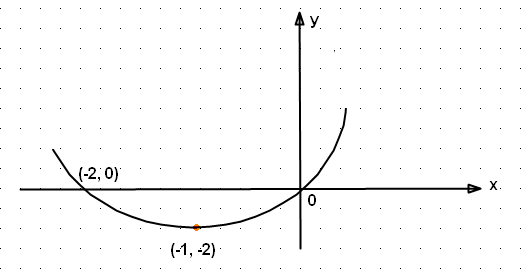 y
(-2, 0)
x
0
(-1, -2)